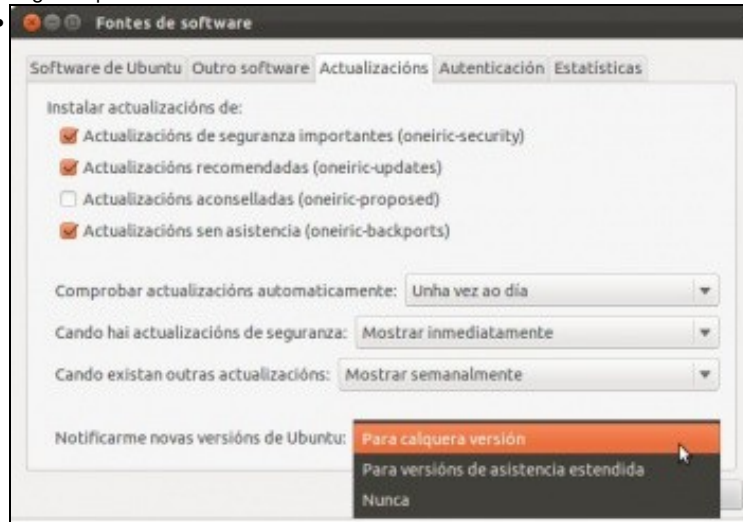 Fontes de software
Software de Ubuntu Outro software Actualizacións Autenticación Estatísticas
Instalar actualizacións de:
Actualizacións de seguranza importantes (oneiric-security)
Actualizacións recomendadas (oneiric-updates)
Actualizacións aconselladas (oneiric-proposed)
Actualizacións sen asistencia (oneiric-backports)
Comprobar actualizacións automaticamente: Unha vez ao día
Cando hai actualizacións de seguranza: Mostrar inmediatamente
Cando existan outras actualizacións: Mostrar semanalmente
Notificarme novas versións de Ubuntu: Para calquera versión
Para versións de asistencia estendida
Nunca